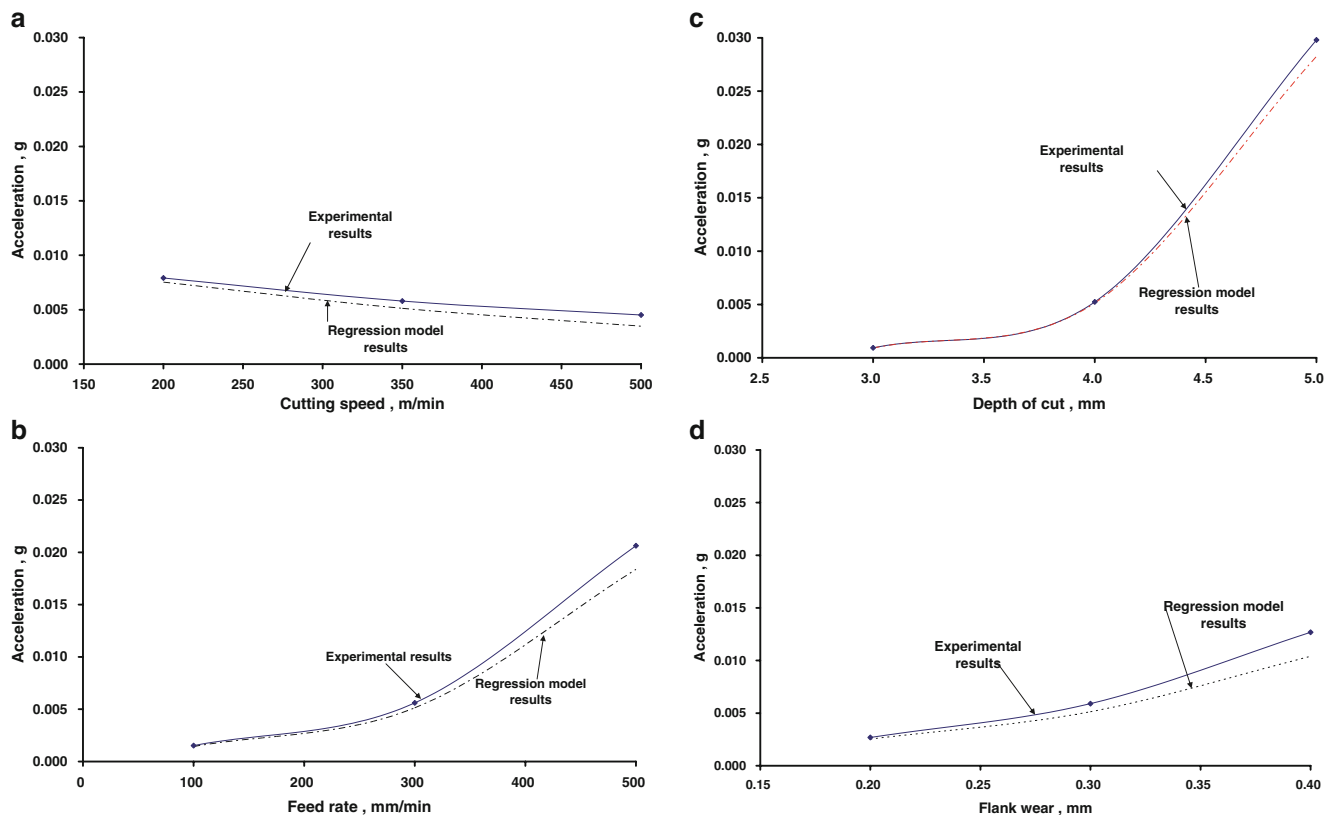 a
0.030
0.025
0.020
0.015
0.010
0.005
0.000
Acceleration , g
Experimental
results
Regression model
results
150 200 250 300 350 400 450 500
Cutting speed , m/min
b
0.030
0.025
0.020
0.015
0.010
0.005
0.000
Acceleration , g
Experimental results
Regression model
results
0 100 200 300 400 500
Feed rate , mm/min
c
0.030
0.025
0.020
0.015
0.010
0.005
0.000
Acceleration , g
Experimental
results
Regression model
results
2.5 3.0 3.5 4.0 4.5 5.0
Depth of cut , mm
d
0.030
0.025
0.020
0.015
0.010
0.005
0.000
Acceleration , g
Regression model
results
Experimental
results
0.15 0.20 0.25 0.30 0.35 0.40
Flank wear , mm